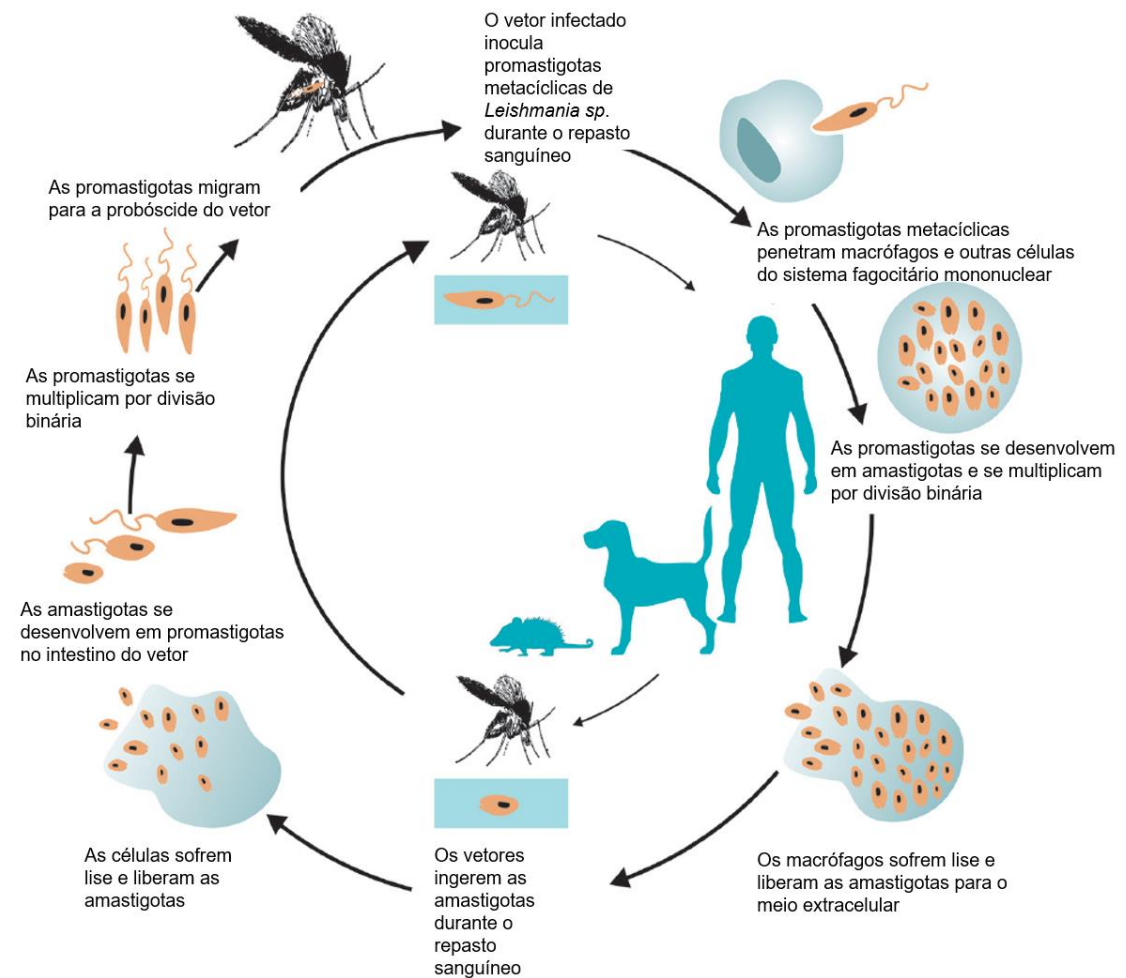 O vetor infectado
inocula
promastigotas
metacíclicas de
Leishmania sp.
durante o repasto
sanguíneo
As promastigotas metacíclicas
penetram macrófagos e outras células
do sistema fagocitário mononuclear
As promastigotas se desenvolvem
em amastigotas e se multiplicam
por divisão binária
Os macrófagos sofrem lise e
liberam as amastigotas para o
meio extracelular
Os vetores
ingerem as
amastigotas
durante o
repasto
sanguíneo
As células sofrem
lise e liberam as
amastigotas
As amastigotas se
desenvolvem em promastigotas
no intestino do vetor
As promastigotas se
multiplicam por divisão
binária
As promastigotas migram
para a probóscide do vetor